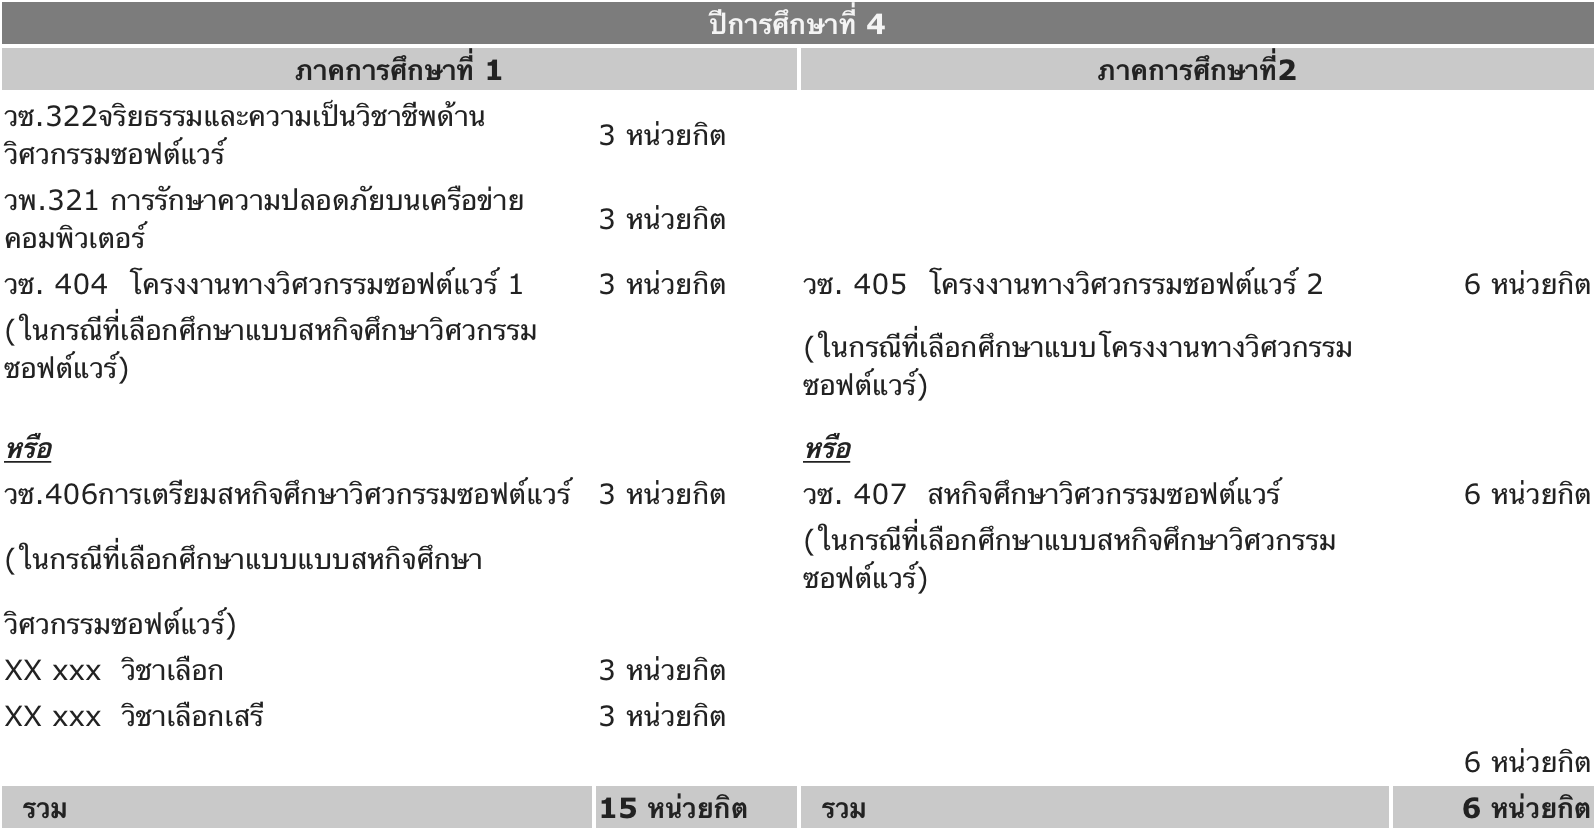 ปีการศึกษาที่ 4
ภาคการศึกษาที่ 1
ภาคการศึกษาที่2
วซ.322จริยธรรมและความเป็นวิชาชีพด้าน
วิศวกรรมซอฟต์แวร์
3 หน่วยกิต
วพ.321 การรักษาความปลอดภัยบนเครือข่าย
คอมพิวเตอร์
3 หน่วยกิต
วซ. 404 โครงงานทางวิศวกรรมซอฟต์แวร์ 1
3 หน่วยกิต
วซ. 405 โครงงานทางวิศวกรรมซอฟต์แวร์ 2
6 หน่วยกิต
(ในกรณีที่เลือกศึกษาแบบสหกิจศึกษาวิศวกรรม
ซอฟต์แวร์)
(ในกรณีที่เลือกศึกษาแบบโครงงานทางวิศวกรรม
ซอฟต์แวร์)
หรือ
หรือ
วซ.406การเตรียมสหกิจศึกษาวิศวกรรมซอฟต์แวร์
3 หน่วยกิต
วซ. 407 สหกิจศึกษาวิศวกรรมซอฟต์แวร์
6 หน่วยกิต
(ในกรณีที่เลือกศึกษาแบบแบบสหกิจศึกษา
วิศวกรรมซอฟต์แวร์)
(ในกรณีที่เลือกศึกษาแบบสหกิจศึกษาวิศวกรรม
ซอฟต์แวร์)
XX xxx วิชาเลือก
3 หน่วยกิต
XX xxx วิชาเลือกเสรี
3 หน่วยกิต
6 หน่วยกิต
รวม
15 หน่วยกิต
รวม
6 หน่วยกิต